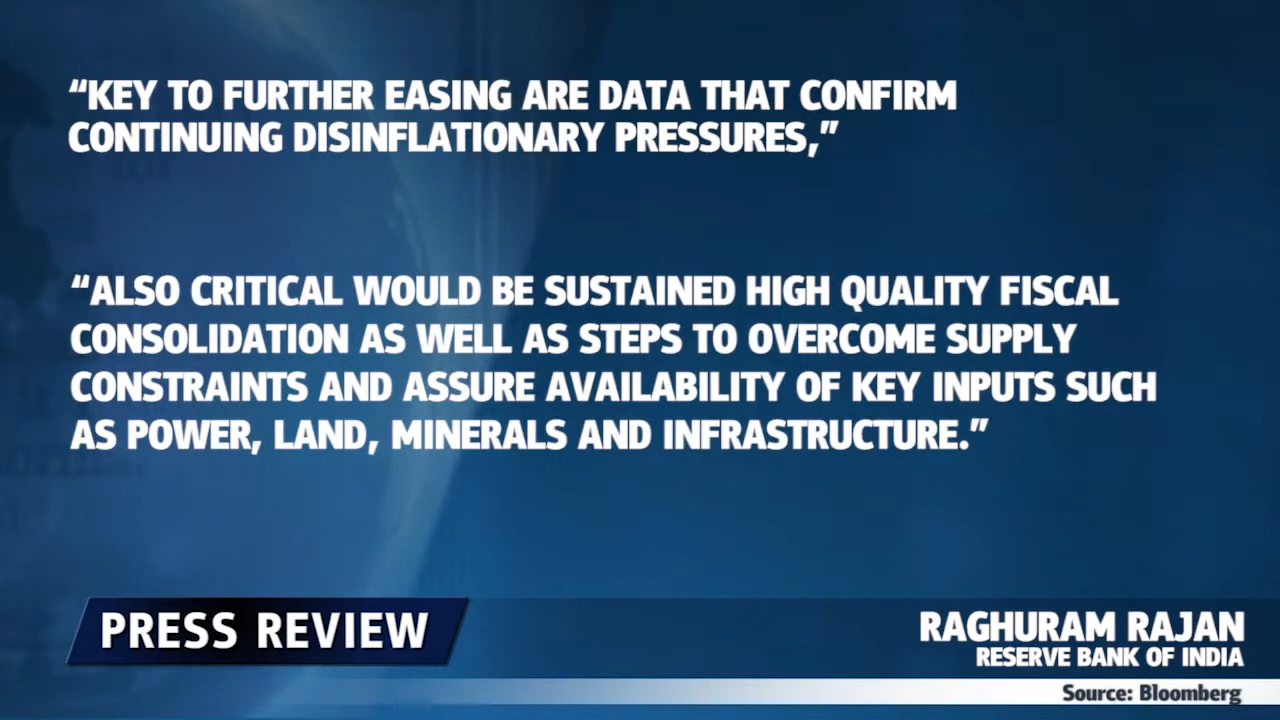 “KEY TO FURTHER EASING ARE DATA THAT CONFIRM
CONTINUING DISINFLATIONARY PRESSURES,”
“ALSO CRITICAL WOULD BE SUSTAINED HIGH QUALITY FISCAL
CONSOLIDATION AS WELL AS STEPS TO OVERCOME SUPPLY
CONSTRAINTS AND ASSURE AVAILABILITY OF KEY INPUTS SUCH
AS POWER, LAND, MINERALS AND INFRASTRUCTURE.”
PRESS REVIEW
RAGHURAM RAJAN
RESERVE BANK OF INDIA
Source: Bloomberg